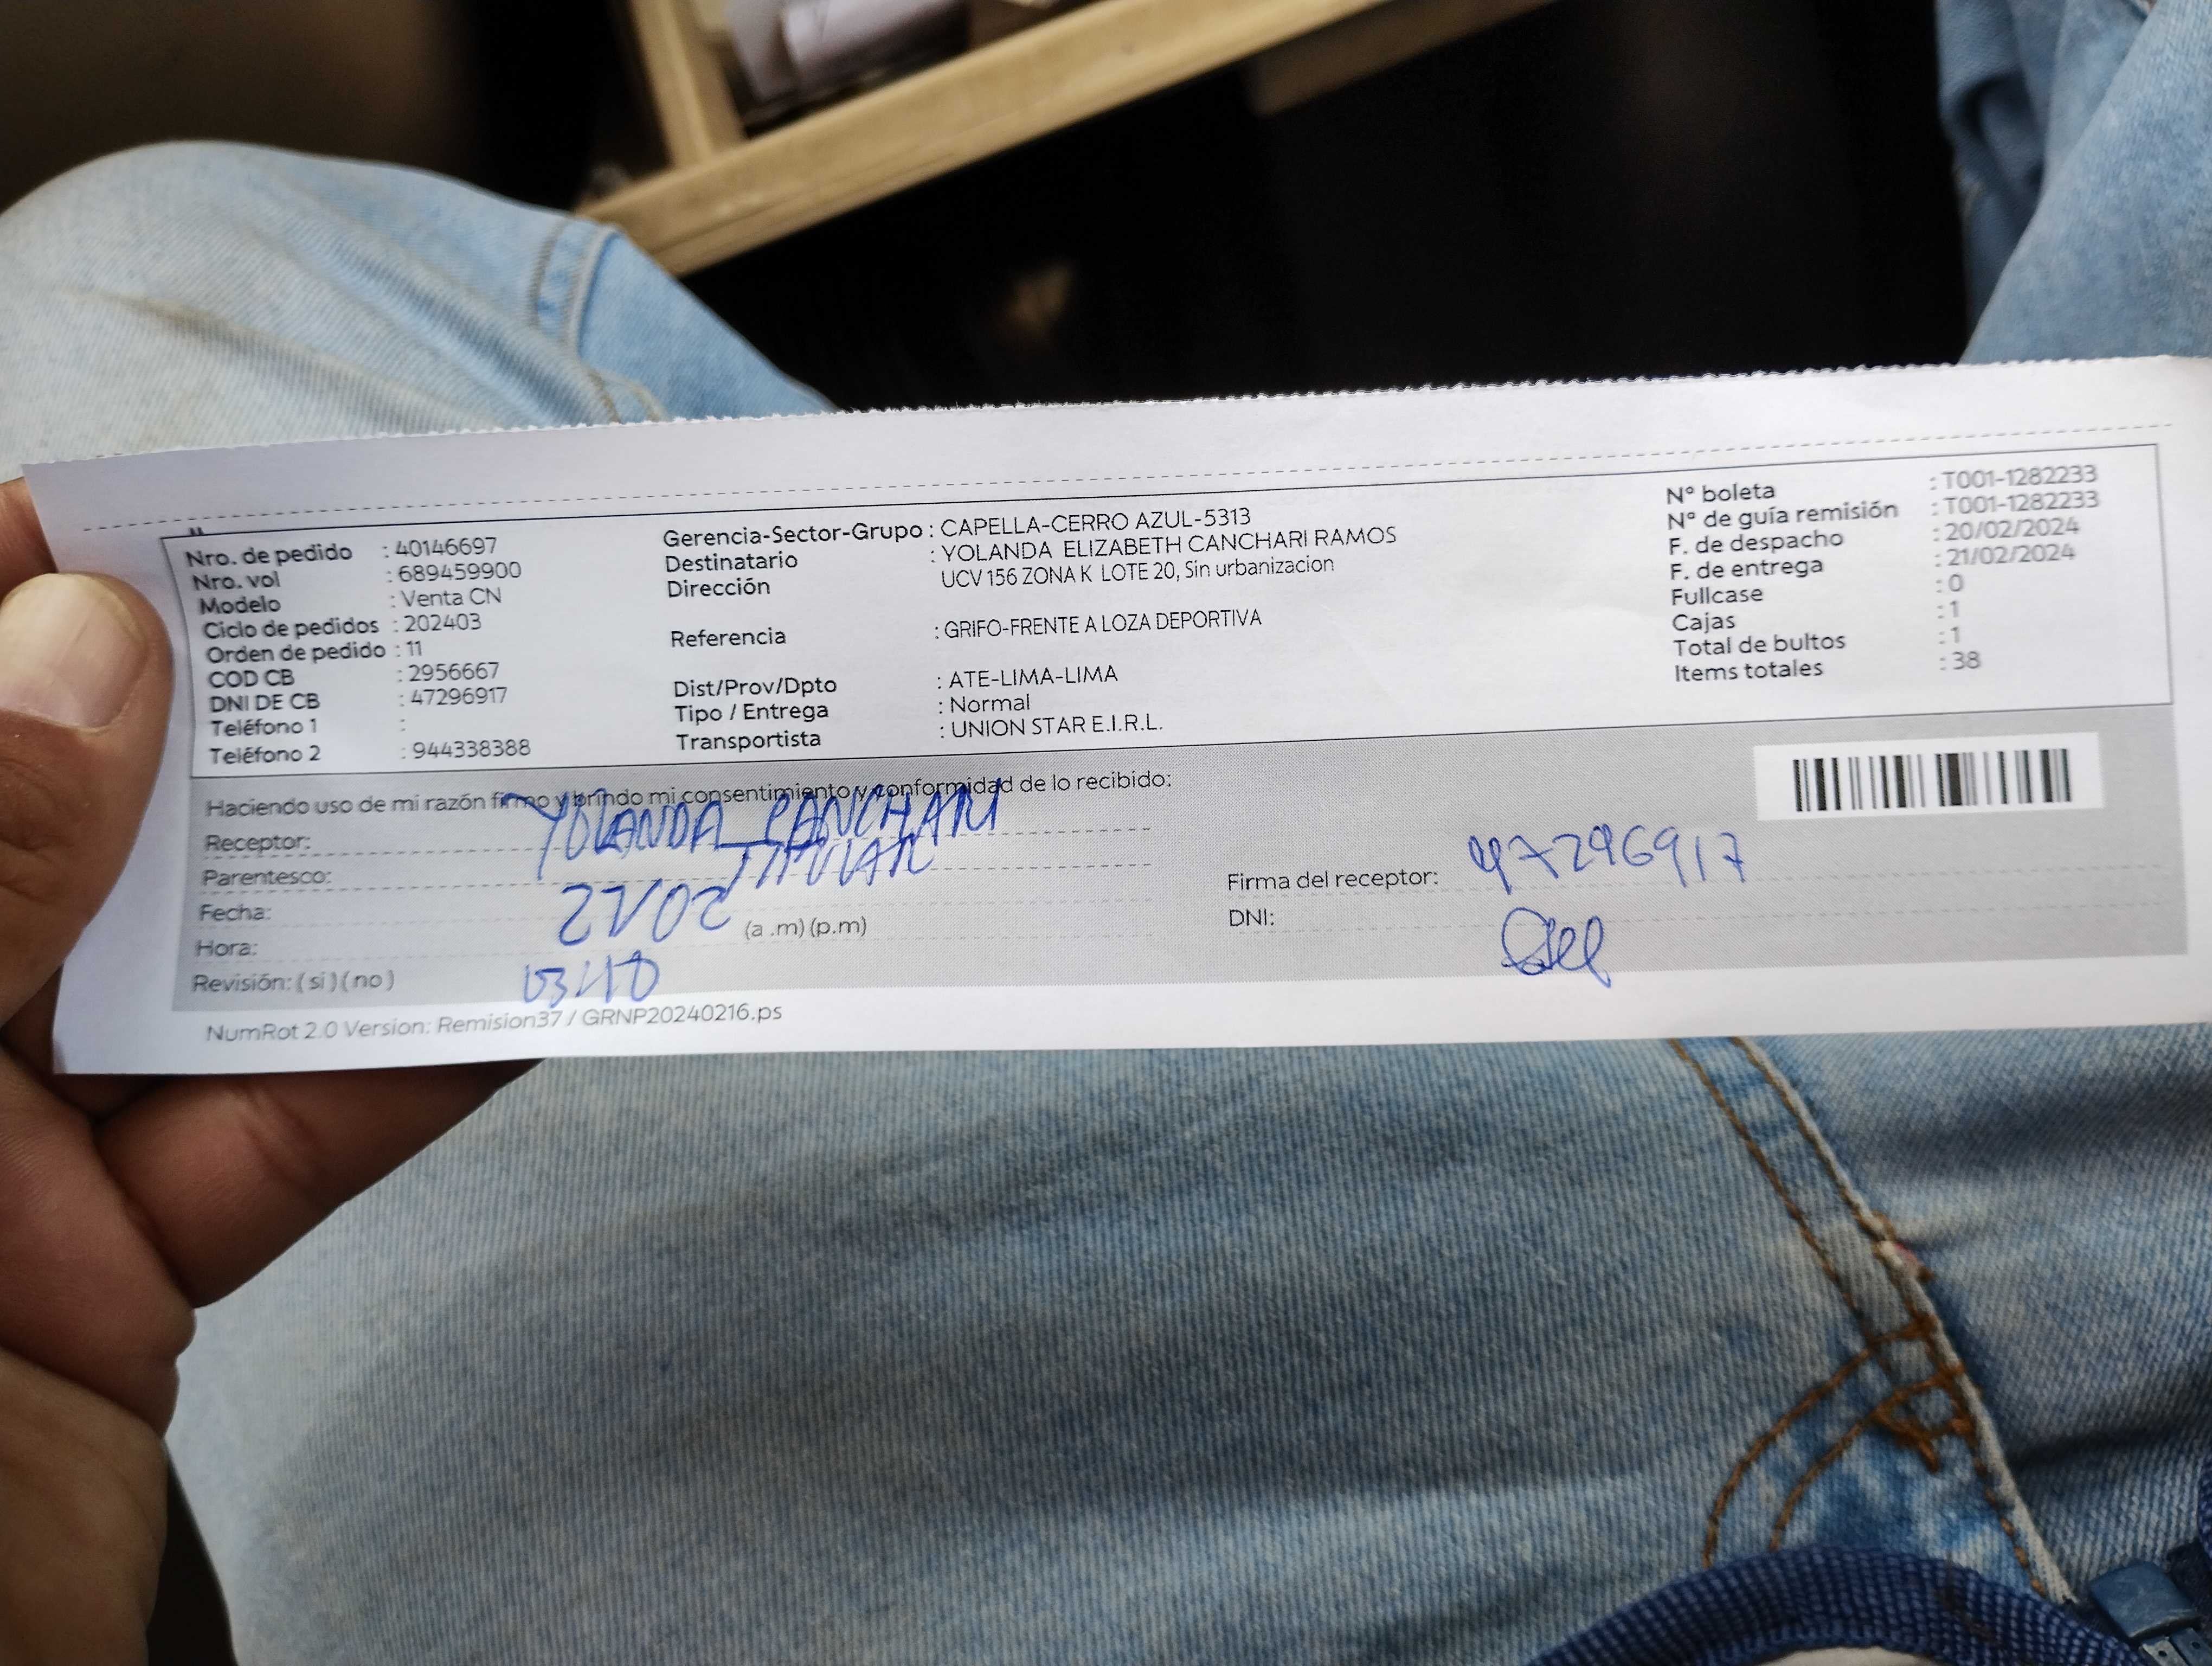 Nro. de pedido : 40146697
Nro. vol : 689459900
Modelo : Venta CN
Ciclo de pedidos : 202403
Orden de pedido : 11
COD CB : 2956667
DNI DE CB : 47296917
Teléfono 1 :
Teléfono 2 : 944338388
Gerencia-Sector-Grupo : CAPELLA-CERRO AZUL-5313
Destinatario : YOLANDA ELIZABETH CANCHARI RAMOS
Dirección UCV 156 ZONA K LOTE 20, Sin urbanizacion
Referencia : GRIFO-FRENTE A LOZA DEPORTIVA
Dist/Prov/Dpto : ATE-LIMA-LIMA
Tipo / Entrega : Normal
Transportista : UNION STAR E.I.R.L.
N° boleta : T001-1282233
N° de guía remisión : T001-1282233
F. de despacho : 20/02/2024
F. de entrega : 21/02/2024
Fullcase : 0
Cajas : 1
Total de bultos : 1
Items totales : 38
Haciendo uso de mi razón firmo y brindo mi consentimiento y conformidad de lo recibido:
Receptor: YOLANDA CANCHARI
Parentesco: TITULAR
Fecha:
Hora: (a .m) (p.m)
Revisión: ( si ) ( no )
Firma del receptor: 47296917
DNI:
NumRot 2.0 Version: Remision37 / GRNP20240216.ps